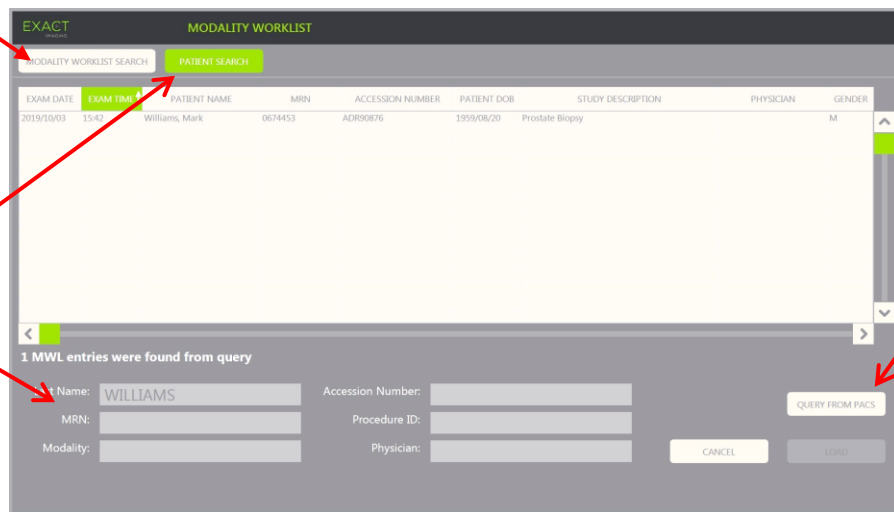 EXACT
IMAGING
MODALITY WORKLIST
MODALITY WORKLIST SEARCH
PATIENT SEARCH
EXAM DATE EXAM TIME PATIENT NAME MRN ACCESSION NUMBER PATIENT DOB STUDY DESCRIPTION PHYSICIAN GENDER
2019/10/03 15:42 Williams, Mark 0674453 ADR90876 1959/08/20 Prostate Biopsy M
1 MWL entries were found from query
Name: WILLIAMS Accession Number:
QUERY FROM PACS
MRN: Procedure ID:
Modality: Physician:
CANCEL LOAD